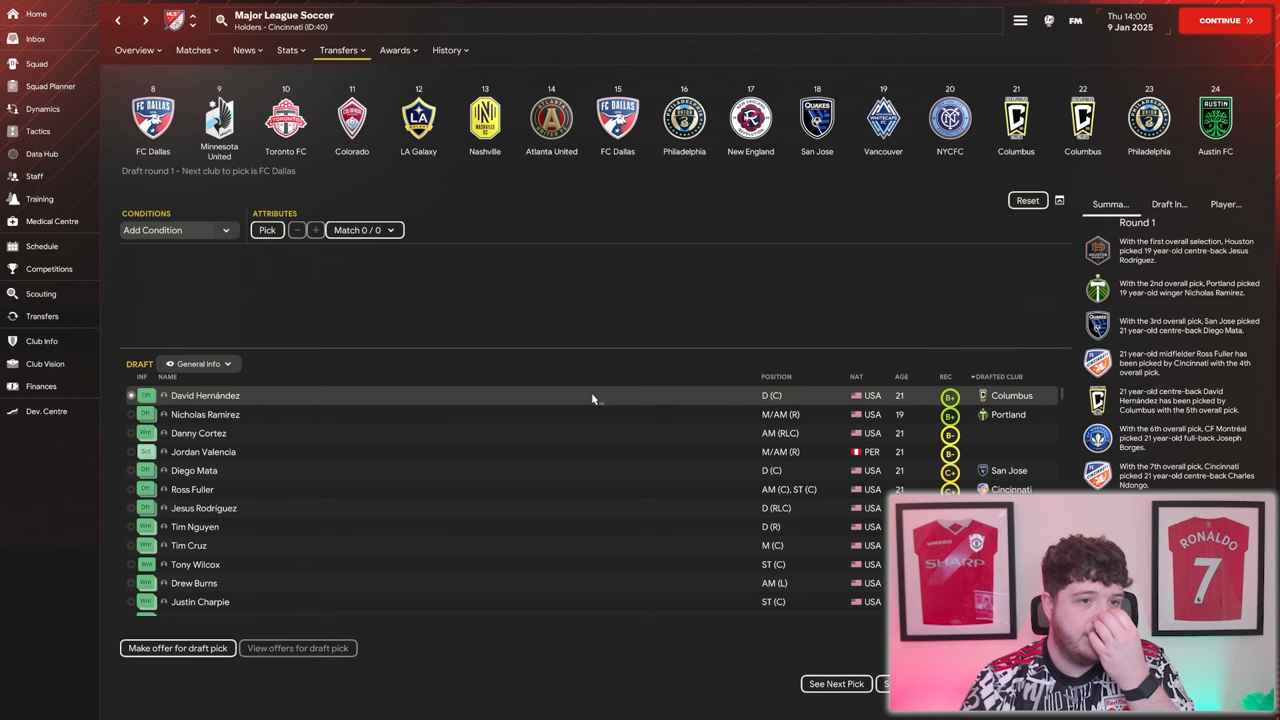 Home
Inbox
Squad
Squad Planner
Dynamics
Tactics
Data Hub
Staff
Training
Medical Centre
Schedule
Competitions
Scouting
Transfers
Club Info
Club Vision
Finances
Dev. Centre
Major League Soccer
Holders - Cincinnati (ID:40)
FM
Thu 14:00
9 Jan 2025
CONTINUE
Overview
Matches
News
Stats
Transfers
Awards
History
8 9 10 11 12 13 14 15 16 17 18 19 20 21 22 23 24
FC Dallas
Minnesota United
Toronto FC
Colorado
LA Galaxy
Nashville
Atlanta United
FC Dallas
Philadelphia
New England
San Jose
Vancouver
NYCFC
Columbus
Columbus
Philadelphia
Austin FC
Draft round 1 - Next club to pick is FC Dallas
CONDITIONS
Add Condition
ATTRIBUTES
Pick
Match 0 / 0
Reset
DRAFT General Info
INF NAME POSITION NAT AGE REC DRAFTED CLUB
Dft David Hernández D (C) USA 21 B+ Columbus
Dft Nicholas Ramirez M/AM (R) USA 19 B+ Portland
Wnt Danny Cortez AM (RLC) USA 21 B-
Sct Jordan Valencia M/AM (R) PER 21 B-
Dft Diego Mata D (C) USA 21 C+ San Jose
Dft Ross Fuller AM (C), ST (C) USA 21 C+ Cincinnati
Dft Jesus Rodriguez D (RLC) USA
Wnt Tim Nguyen D (R) USA
Wnt Tim Cruz M (C) USA
Wnt Tony Wilcox ST (C) USA
Wnt Drew Burns AM (L) USA
Wnt Justin Charpie ST (C) USA
Make offer for draft pick
View offers for draft pick
See Next Pick
S
Summa...
Draft In...
Player...
Round 1
With the first overall selection, Houston
picked 19 year-old centre-back Jesus
Rodriguez.
With the 2nd overall pick, Portland picked
19 year-old winger Nicholas Ramirez.
With the 3rd overall pick, San Jose picked
21 year-old centre-back Diego Mata.
21 year-old midfielder Ross Fuller has
been picked by Cincinnati with the 4th
overall pick.
21 year-old centre-back David
Hernández has been picked by
Columbus with the 5th overall pick.
With the 6th overall pick, CF Montréal
picked 21 year-old full-back Joseph
Borges.
With the 7th overall pick, Cincinnati
picked 21 year-old centre-back Charles
Ndongo.
UMBRO
SHARP
RONALDO
7